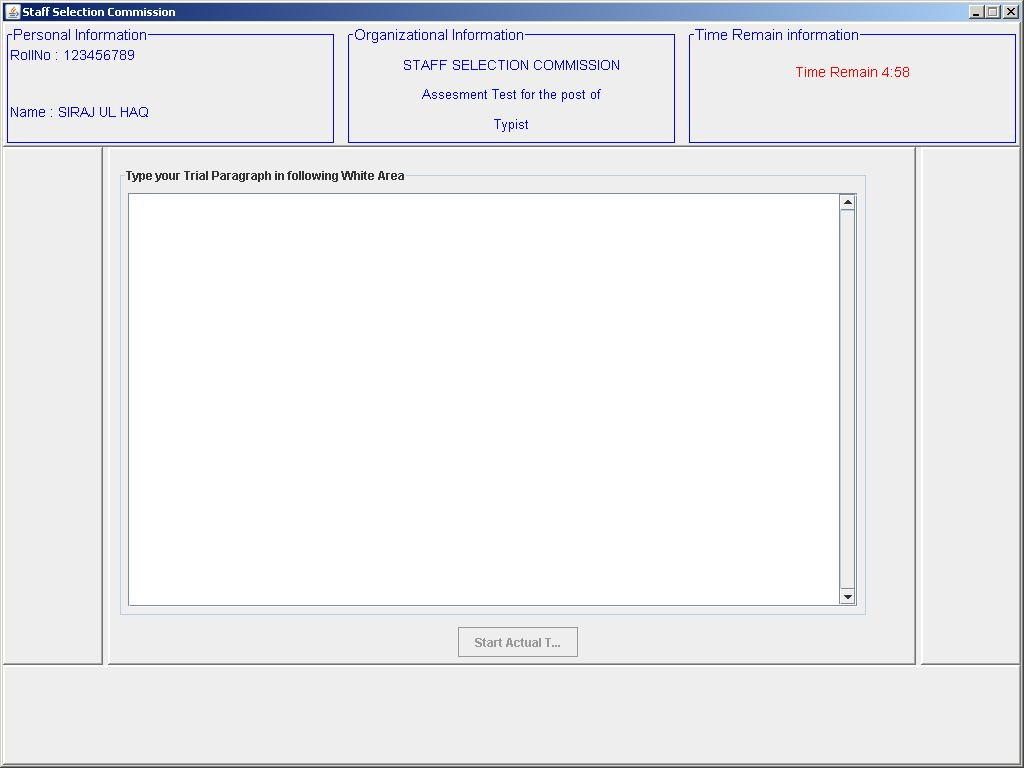 Staff Selection Commission
Personal Information
RollNo : 123456789
Name : SIRAJ UL HAQ
Organizational Information
STAFF SELECTION COMMISSION
Assesment Test for the post of
Typist
Time Remain information
Time Remain 4:58
Type your Trial Paragraph in following White Area
Start Actual T...